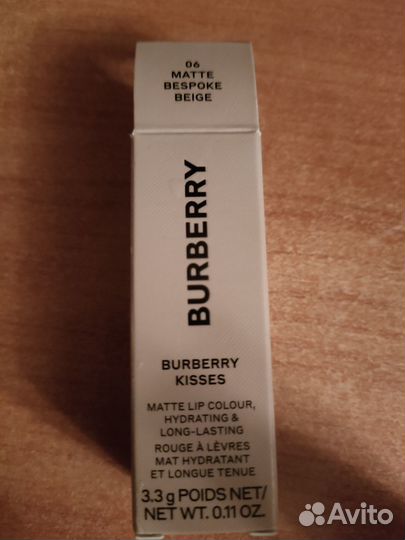 06
MATTE
BESPOKE
BEIGE
BURBERRY
BURBERRY
KISSES
MATTE LIP COLOUR,
HYDRATING &
LONG-LASTING
ROUGE À LÈVRES
MAT HYDRATANT
ET LONGUE TENUE
3.3 g POIDS NET/
NET WT. 0.11 OZ.
Avito